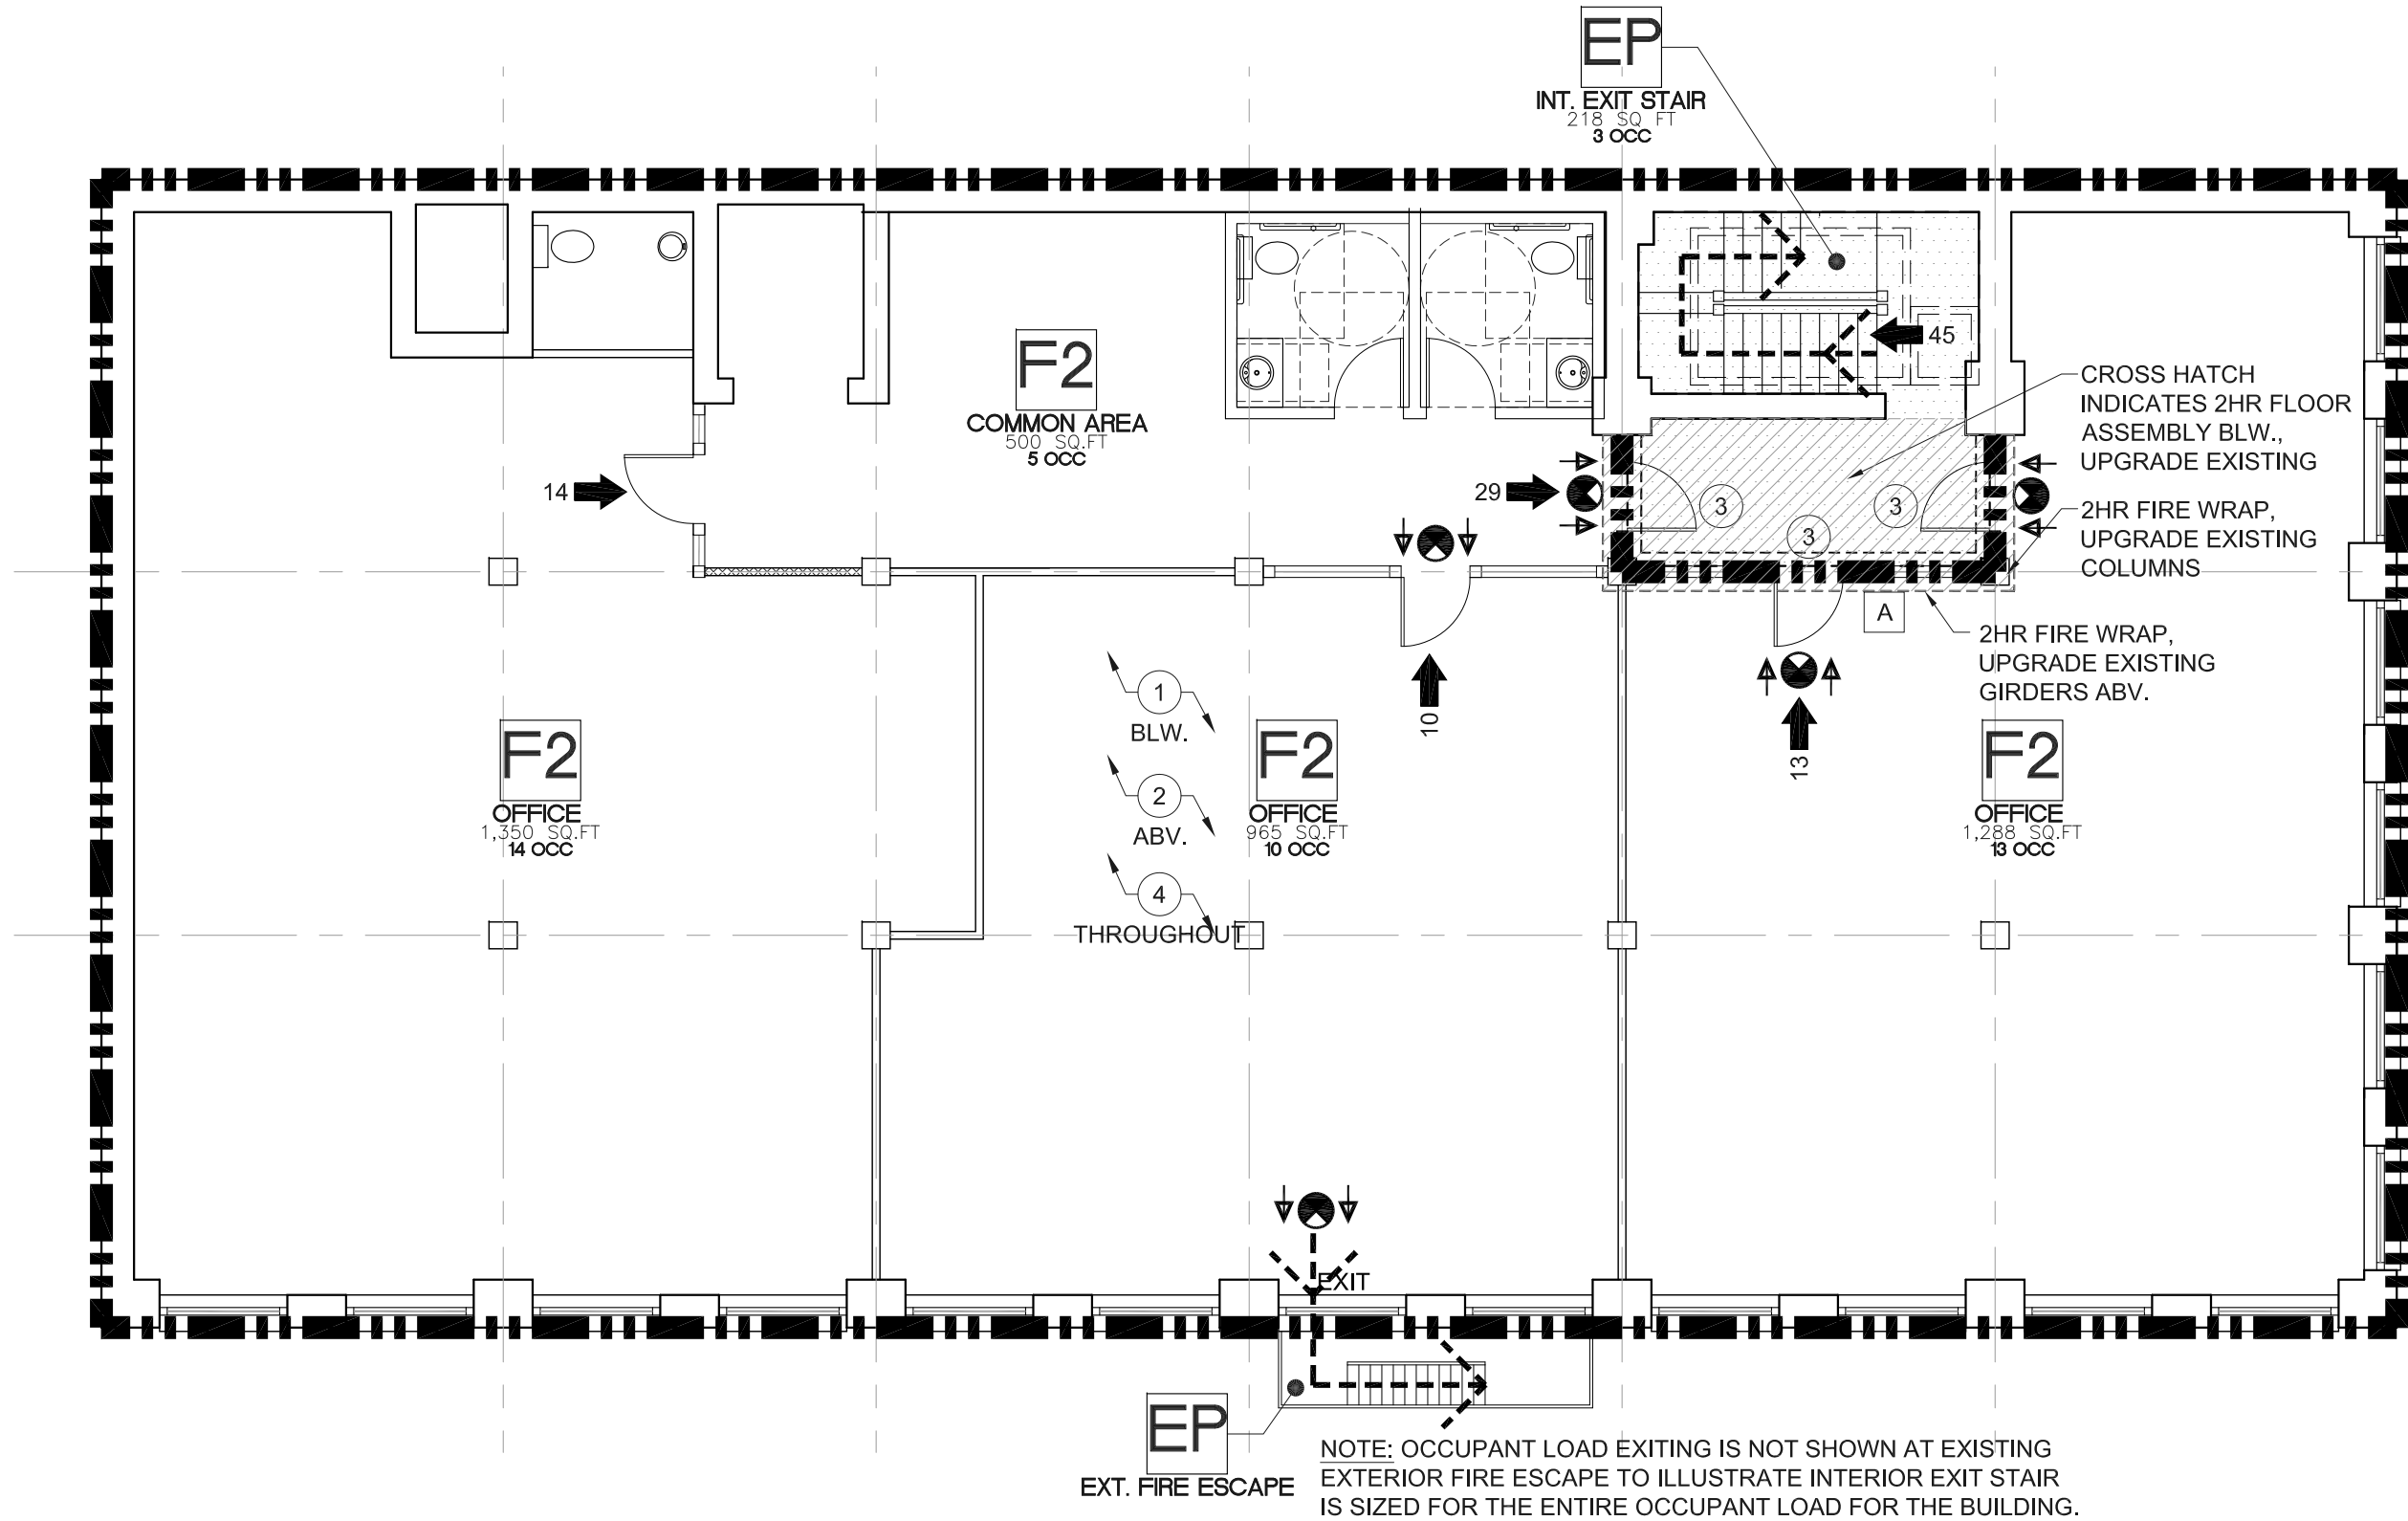 EP
INT. EXIT STAIR
218 SQ FT
3 OCC
45
CROSS HATCH
INDICATES 2HR FLOOR
ASSEMBLY BLW.,
UPGRADE EXISTING
F2
COMMON AREA
500 SQ.FT
5 OCC
14
29
3
3
3
2HR FIRE WRAP,
UPGRADE EXISTING
COLUMNS
A
2HR FIRE WRAP,
UPGRADE EXISTING
GIRDERS ABV.
1
BLW.
10
13
F2
OFFICE
1,350 SQ.FT
14 OCC
2
ABV.
F2
OFFICE
965 SQ.FT
10 OCC
F2
OFFICE
1,288 SQ.FT
13 OCC
4
THROUGHOUT
EXIT
EP
EXT. FIRE ESCAPE
NOTE: OCCUPANT LOAD EXITING IS NOT SHOWN AT EXISTING
EXTERIOR FIRE ESCAPE TO ILLUSTRATE INTERIOR EXIT STAIR
IS SIZED FOR THE ENTIRE OCCUPANT LOAD FOR THE BUILDING.